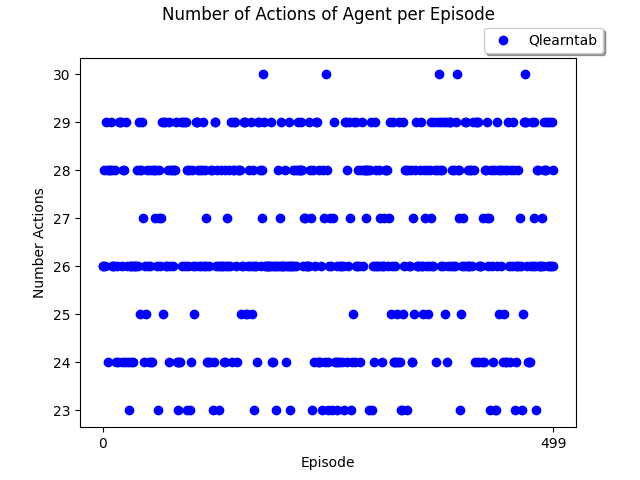 Number of Actions of Agent per Episode
Qlearntab
30
29
28
27
26
25
24
23
Number Actions
0
499
Episode